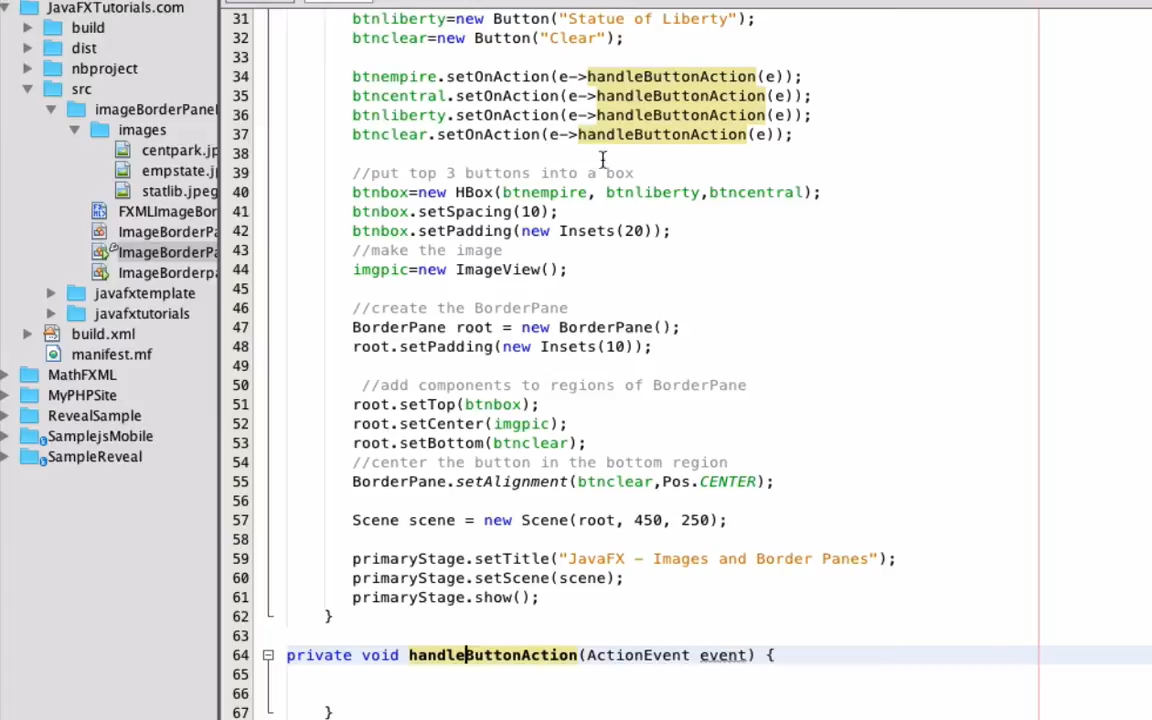 JavaFXTutorials.com
build
dist
nbproject
src
imageBorderPanel
images
centpark.jp
empstate.j
statlib.jpeg
FXMLImageBor
ImageBorderPa
ImageBorderPa
ImageBorderpa
javafxtemplate
javafxtutorials
build.xml
manifest.mf
MathFXML
MyPHPSite
RevealSample
SamplejsMobile
SampleReveal
31 btnliberty=new Button("Statue of Liberty");
32 btnclear=new Button("Clear");
33
34 btnempire.setOnAction(e->handleButtonAction(e));
35 btncentral.setOnAction(e->handleButtonAction(e));
36 btnliberty.setOnAction(e->handleButtonAction(e));
37 btnclear.setOnAction(e->handleButtonAction(e));
38
39 //put top 3 buttons into a box
40 btnbox=new HBox(btnempire, btnliberty,btncentral);
41 btnbox.setSpacing(10);
42 btnbox.setPadding(new Insets(20));
43 //make the image
44 imgpic=new ImageView();
45
46 //create the BorderPane
47 BorderPane root = new BorderPane();
48 root.setPadding(new Insets(10));
49
50 //add components to regions of BorderPane
51 root.setTop(btnbox);
52 root.setCenter(imgpic);
53 root.setBottom(btnclear);
54 //center the button in the bottom region
55 BorderPane.setAlignment(btnclear,Pos.CENTER);
56
57 Scene scene = new Scene(root, 450, 250);
58
59 primaryStage.setTitle("JavaFX - Images and Border Panes");
60 primaryStage.setScene(scene);
61 primaryStage.show();
62 }
63
64 private void handleButtonAction(ActionEvent event) {
65
66
67 }